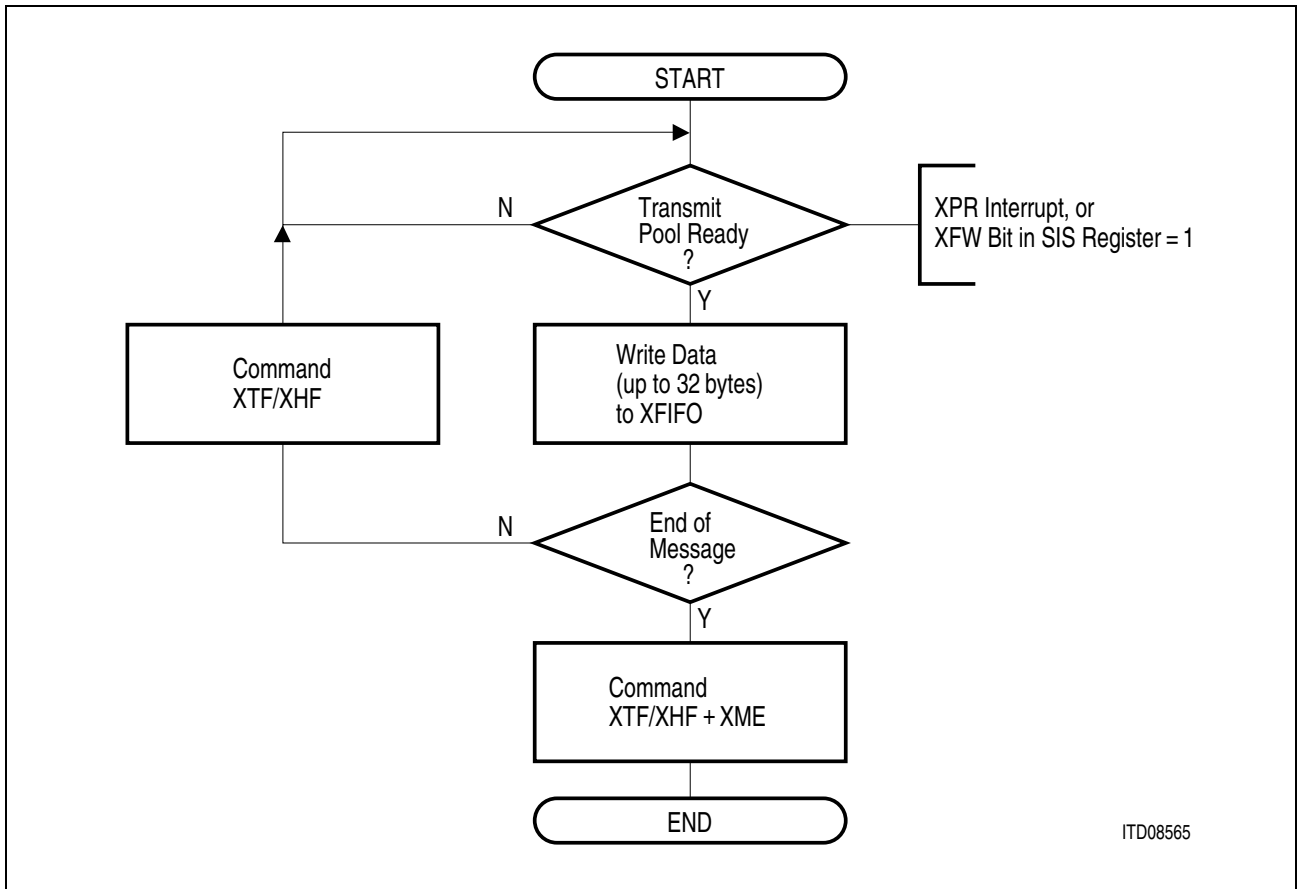 START
N
Transmit
Pool Ready
?
XPR Interrupt, or
XFW Bit in SIS Register = 1
Y
Command
XTF/XHF
Write Data
(up to 32 bytes)
to XFIFO
N
End of
Message
?
Y
Command
XTF/XHF + XME
END
ITD08565